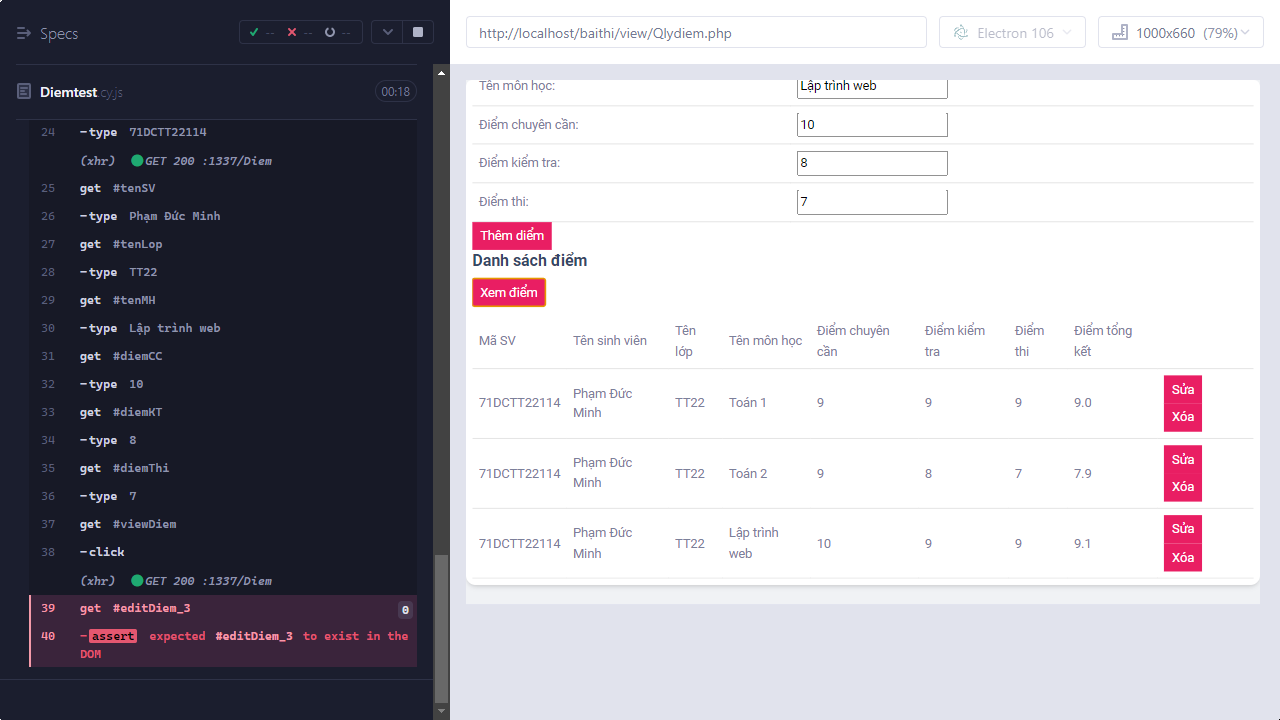 Specs
-- -- --
Diemtest.cy.js 00:18
24 -type 71DCTT22114
(xhr) GET 200 :1337/Diem
25 get #tenSV
26 -type Phạm Đức Minh
27 get #tenLop
28 -type TT22
29 get #tenMH
30 -type Lập trình web
31 get #diemCC
32 -type 10
33 get #diemKT
34 -type 8
35 get #diemThi
36 -type 7
37 get #viewDiem
38 -click
(xhr) GET 200 :1337/Diem
39 get #editDiem_3 0
40 -assert expected #editDiem_3 to exist in the
DOM
http://localhost/baithi/view/Qlydiem.php
Electron 106
1000x660 (79%)
Tên môn học: Lập trình web
Điểm chuyên cần: 10
Điểm kiểm tra: 8
Điểm thi: 7
Thêm diểm
Danh sách điểm
Xem điểm
Mã SV Tên sinh viên Tên lớp Tên môn học Điểm chuyên cần Điểm kiểm tra Điểm thi Điểm tổng kết
71DCTT22114 Phạm Đức Minh TT22 Toán 1 9 9 9 9.0 Sửa Xóa
71DCTT22114 Phạm Đức Minh TT22 Toán 2 9 8 7 7.9 Sửa Xóa
71DCTT22114 Phạm Đức Minh TT22 Lập trình web 10 9 9 9.1 Sửa Xóa